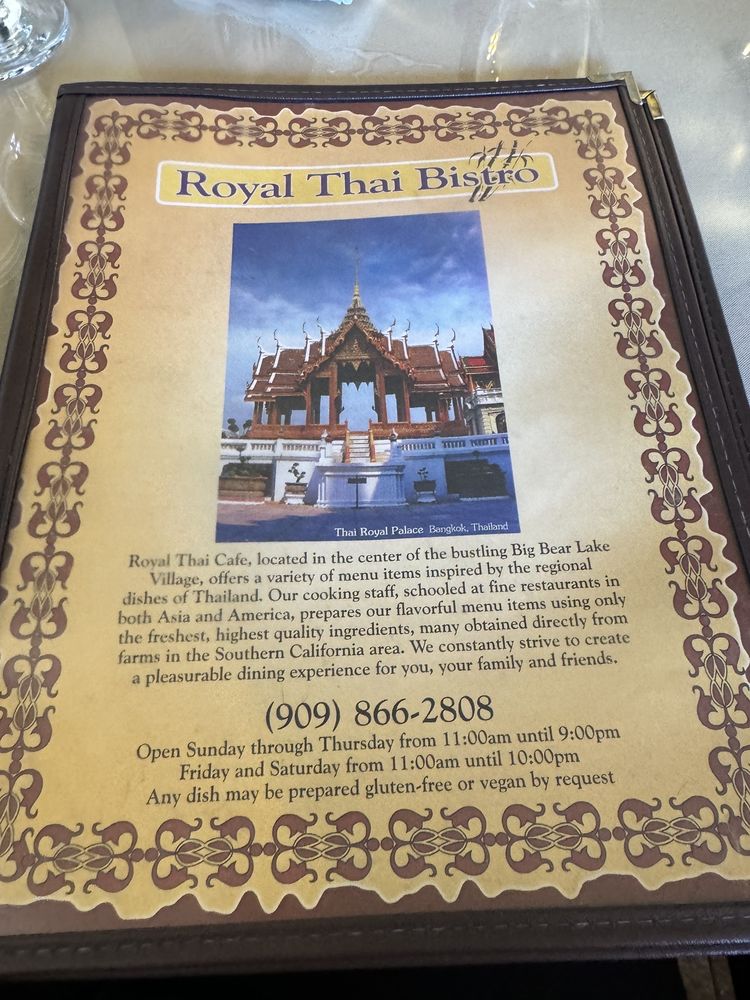 Royal Thai Bistro
Thai Royal Palace Bangkok, Thailand
Royal Thai Cafe, located in the center of the bustling Big Bear Lake
Village, offers a variety of menu items inspired by the regional
dishes of Thailand. Our cooking staff, schooled at fine restaurants in
both Asia and America, prepares our flavorful menu items using only
the freshest, highest quality ingredients, many obtained directly from
farms in the Southern California area. We constantly strive to create
a pleasurable dining experience for you, your family and friends.
(909) 866-2808
Open Sunday through Thursday from 11:00am until 9:00pm
Friday and Saturday from 11:00am until 10:00pm
Any dish may be prepared gluten-free or vegan by request